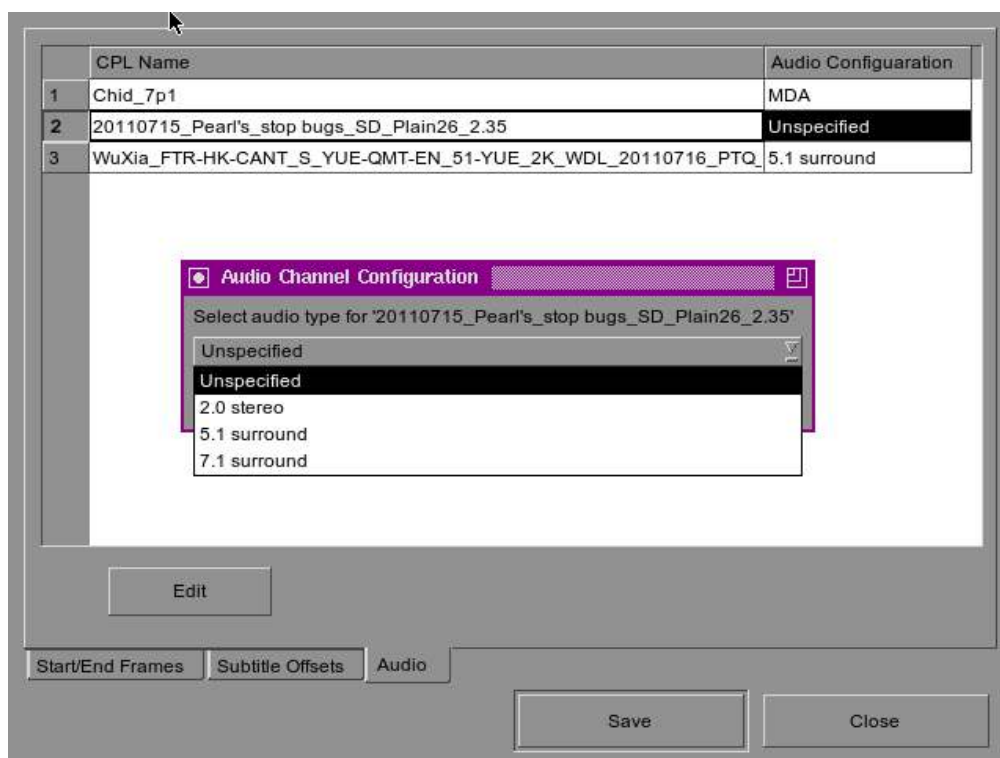 CPL Name Audio Configuaration
1 Chid_7p1 MDA
2 20110715_Pearl's_stop bugs_SD_Plain26_2.35 Unspecified
3 WuXia_FTR-HK-CANT_S_YUE-QMT-EN_51-YUE_2K_WDL_20110716_PTQ_ 5.1 surround
Audio Channel Configuration
Select audio type for '20110715_Pearl's_stop bugs_SD_Plain26_2.35'
Unspecified
Unspecified
2.0 stereo
5.1 surround
7.1 surround
Edit
Start/End Frames Subtitle Offsets Audio
Save Close